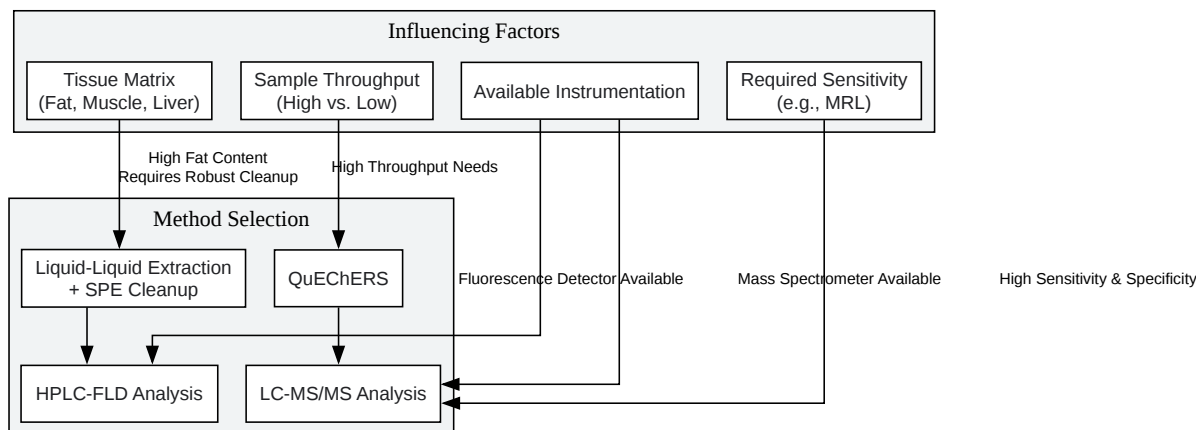 Influencing Factors
Tissue Matrix
(Fat, Muscle, Liver)
Sample Throughput
(High vs. Low)
Available Instrumentation
Required Sensitivity
(e.g., MRL)
High Fat Content
Requires Robust Cleanup
High Throughput Needs
Method Selection
Liquid-Liquid Extraction
+ SPE Cleanup
QuEChERS
Fluorescence Detector Available
Mass Spectrometer Available
High Sensitivity & Specificity
HPLC-FLD Analysis
LC-MS/MS Analysis